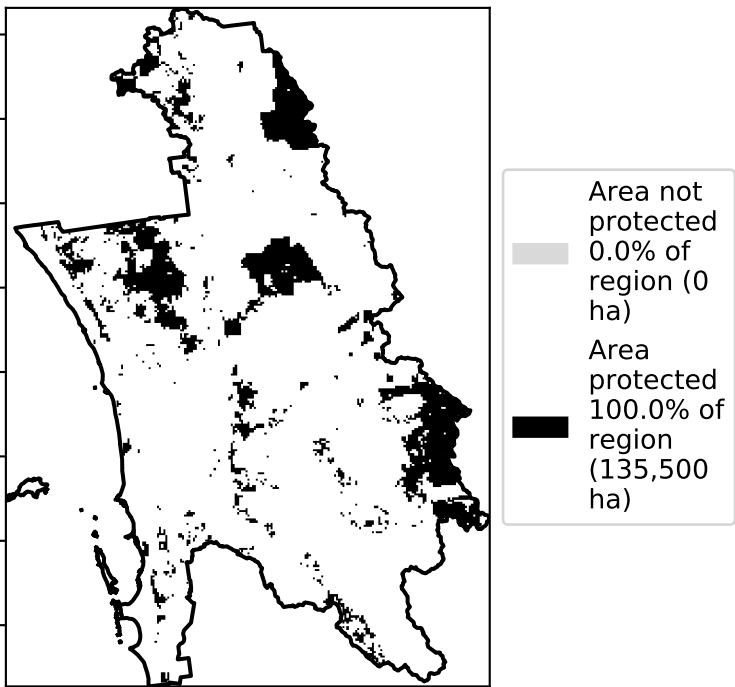 Area not
protected
0.0% of
region (0
ha)
Area
protected
100.0% of
region
(135,500
ha)